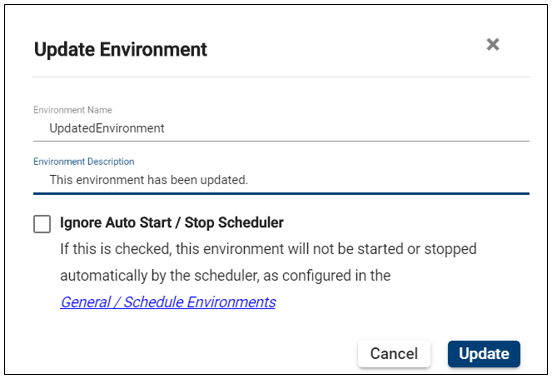 Update Environment
×
Environment Name
UpdatedEnvironment
Environment Description
This environment has been updated.
Ignore Auto Start / Stop Scheduler
If this is checked, this environment will not be started or stopped
automatically by the scheduler, as configured in the
General / Schedule Environments
Cancel Update